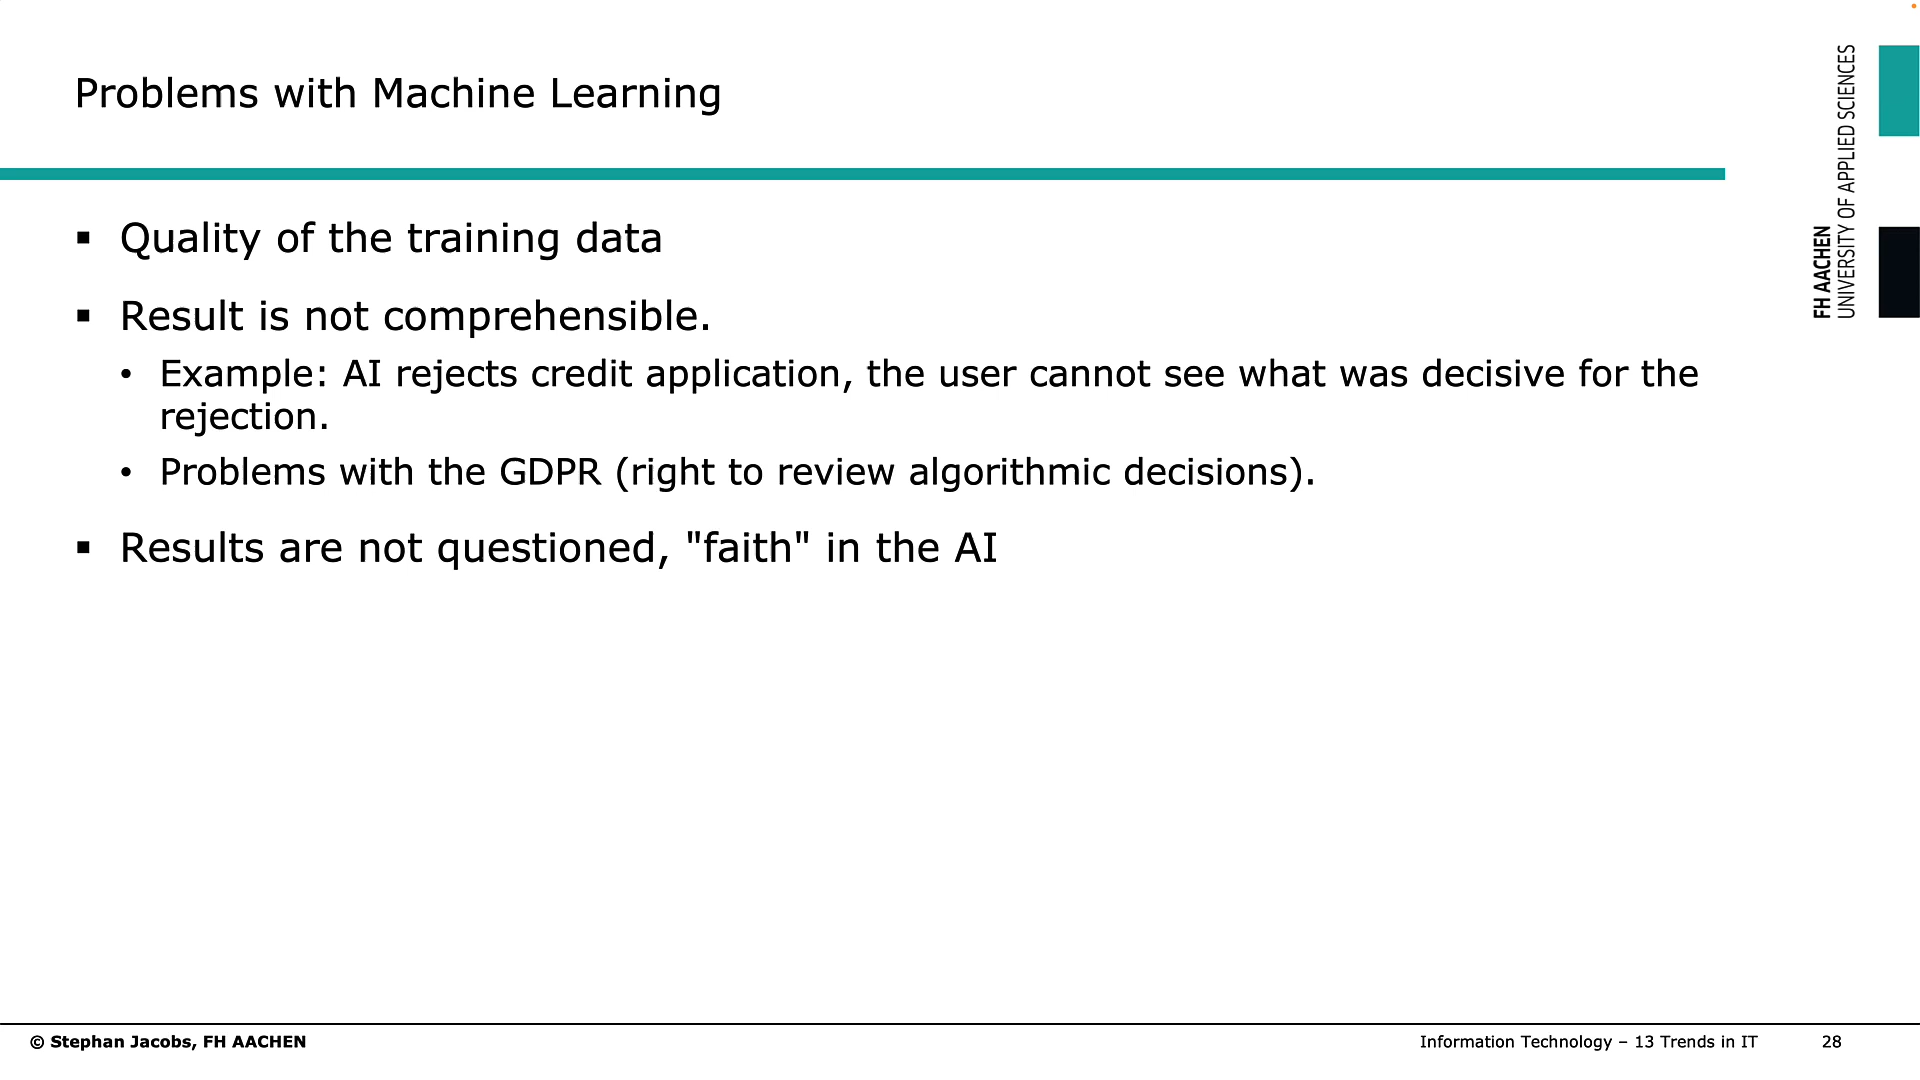 Problems with Machine Learning
FH AACHEN
UNIVERSITY OF APPLIED SCIENCES
▪ Quality of the training data
▪ Result is not comprehensible.
• Example: AI rejects credit application, the user cannot see what was decisive for the
rejection.
• Problems with the GDPR (right to review algorithmic decisions).
▪ Results are not questioned, "faith" in the AI
© Stephan Jacobs, FH AACHEN
Information Technology – 13 Trends in IT
28